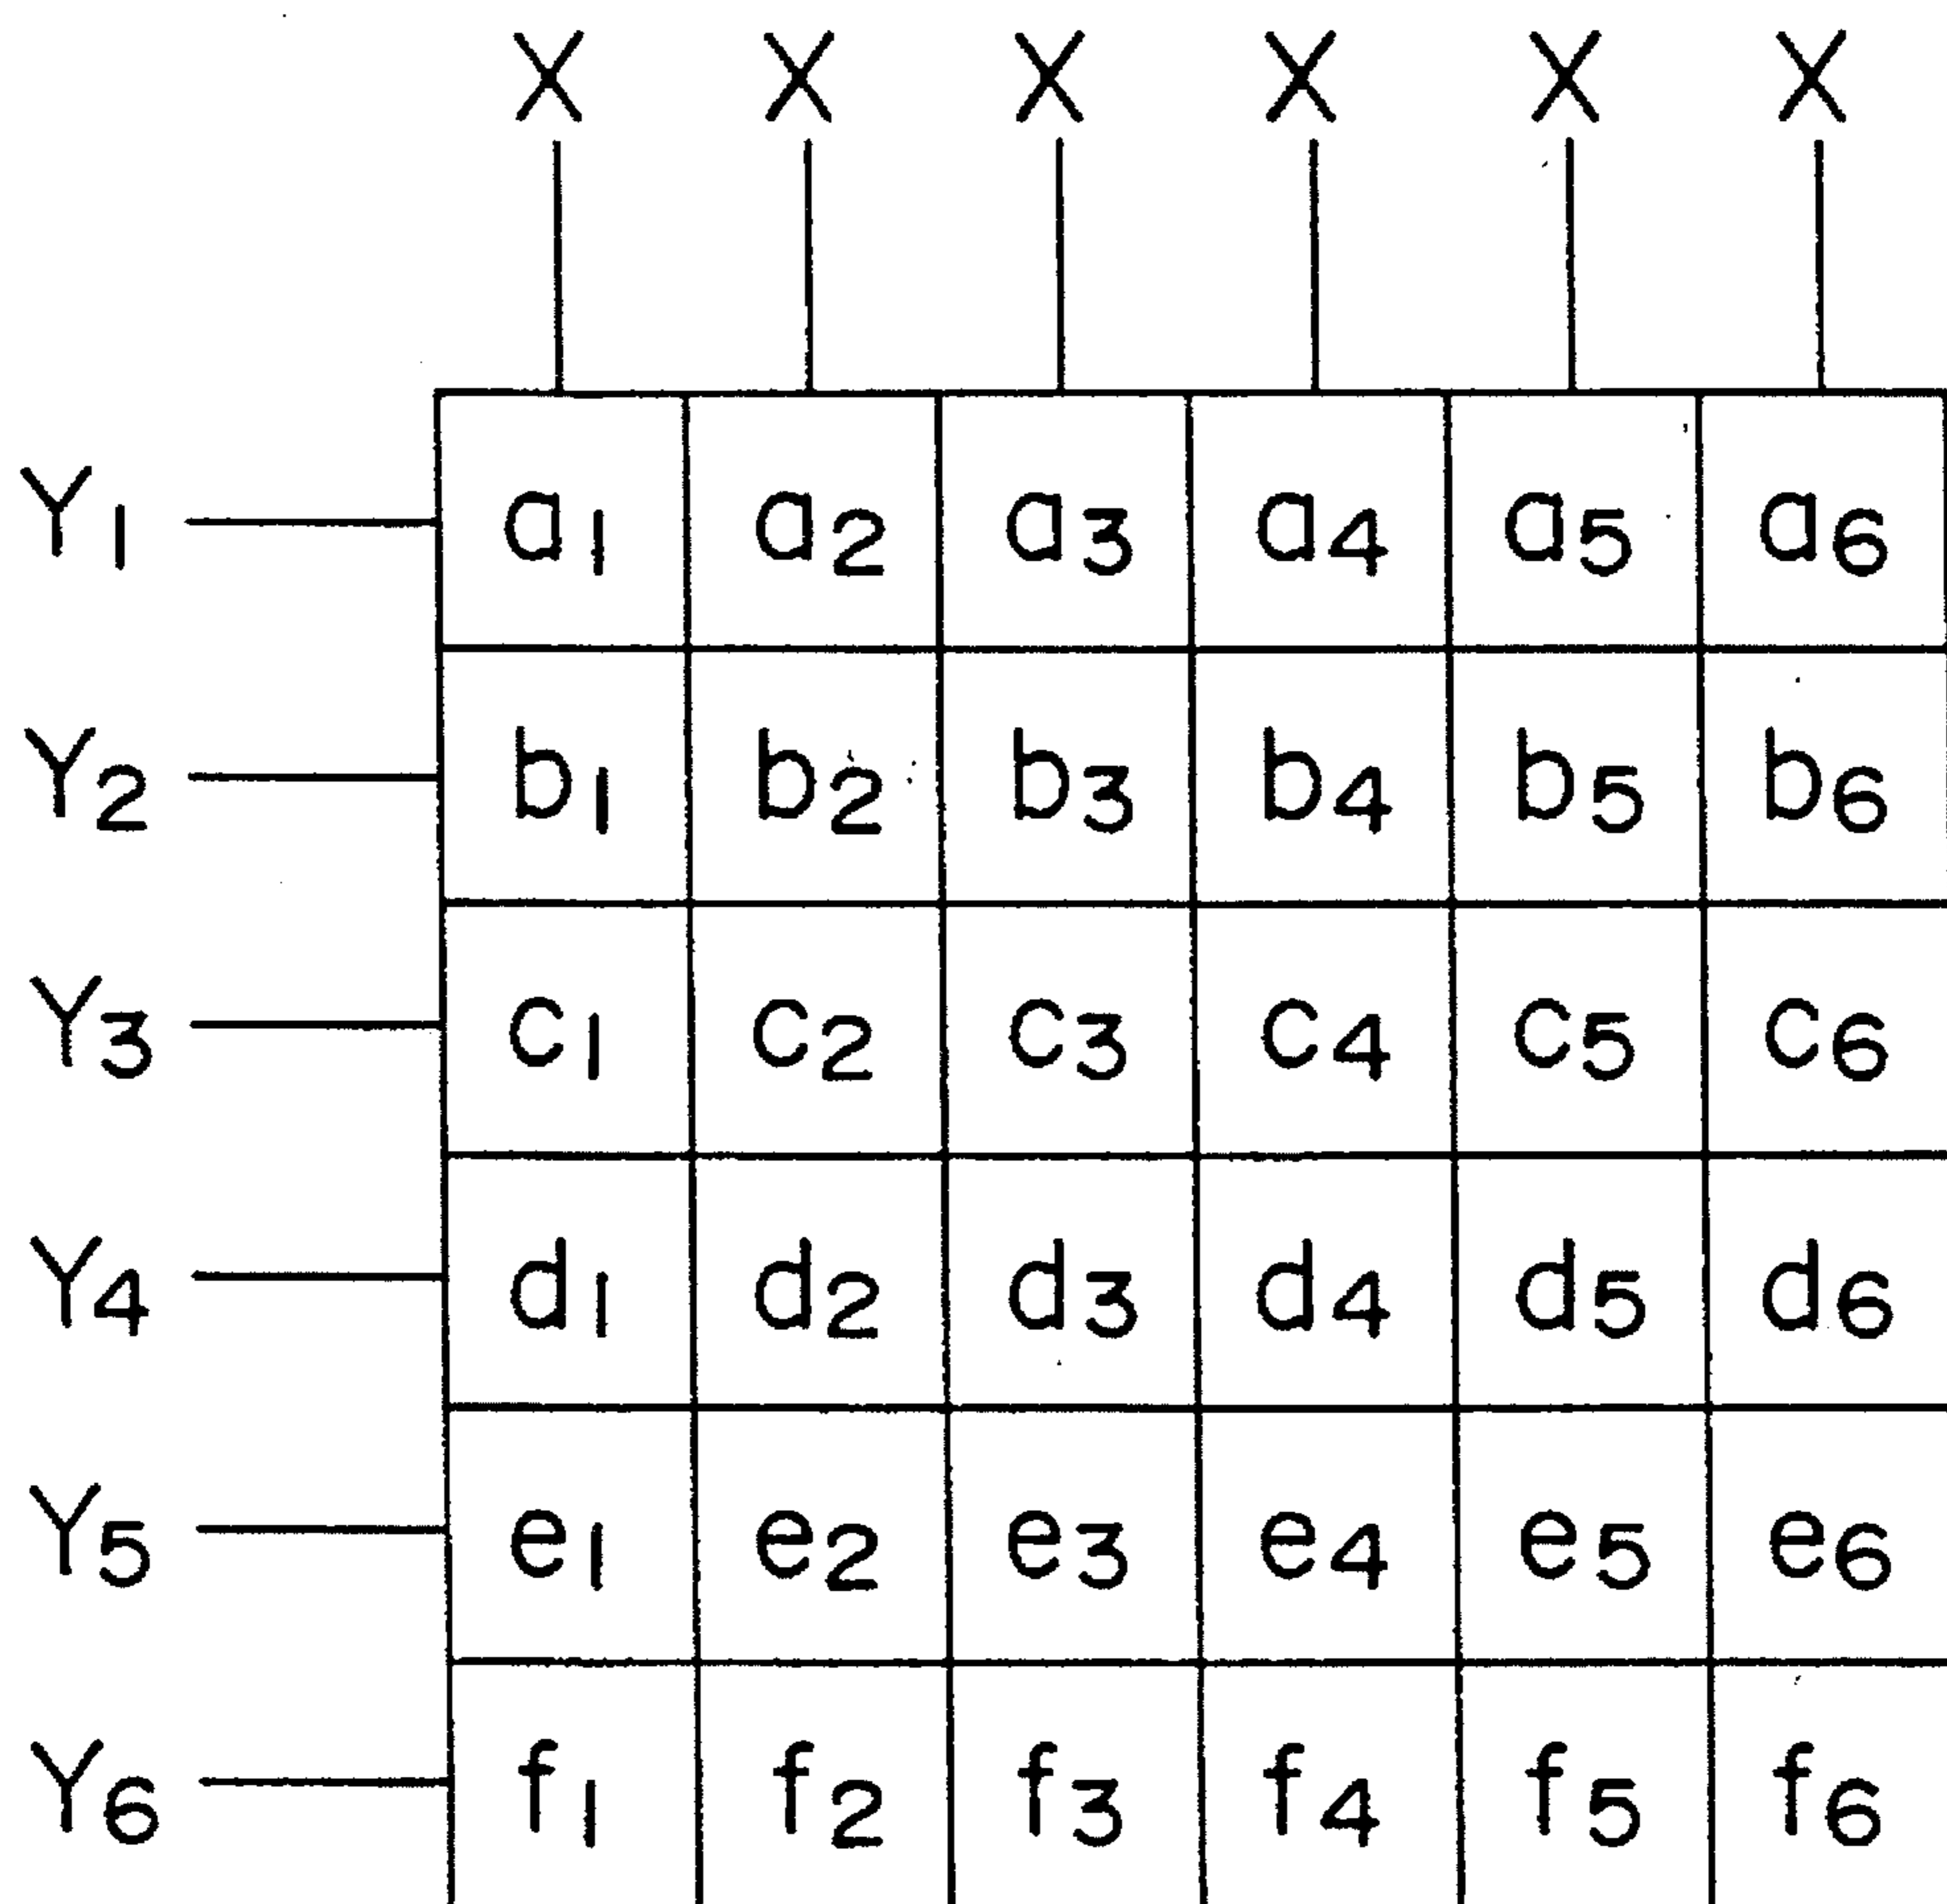 X X X X X X
Y1 a1 a2 a3 a4 a5 a6
Y2 b1 b2 b3 b4 b5 b6
Y3 c1 c2 c3 c4 c5 c6
Y4 d1 d2 d3 d4 d5 d6
Y5 e1 e2 e3 e4 e5 e6
Y6 f1 f2 f3 f4 f5 f6